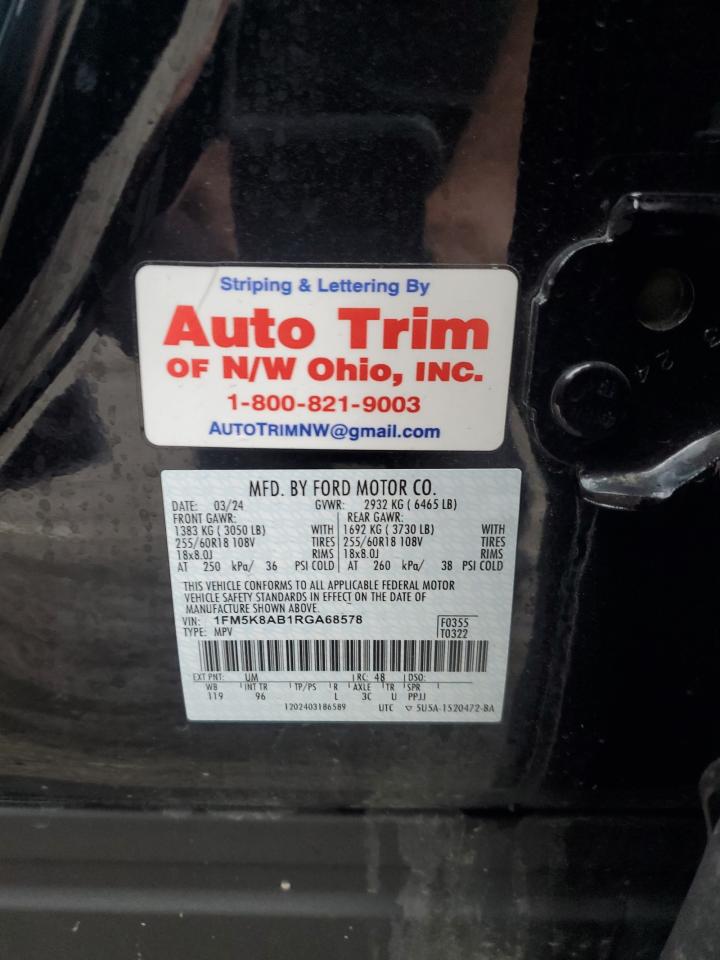 Striping & Lettering By
Auto Trim
OF N/W Ohio, INC.
1-800-821-9003
AUTOTRIMNW@gmail.com
MFD. BY FORD MOTOR CO.
DATE: 03/24 GVWR: 2932 KG ( 6465 LB)
FRONT GAWR: REAR GAWR:
1383 KG ( 3050 LB) WITH 1692 KG ( 3730 LB) WITH
255/60R18 108V TIRES 255/60R18 108V TIRES
18x8.0J RIMS 18x8.0J RIMS
AT 250 kPa/ 36 PSI COLD AT 260 kPa/ 38 PSI COLD
THIS VEHICLE CONFORMS TO ALL APPLICABLE FEDERAL MOTOR
VEHICLE SAFETY STANDARDS IN EFFECT ON THE DATE OF
MANUFACTURE SHOWN ABOVE.
VIN: 1FM5K8AB1RGA68578 F0355
TYPE: MPV T0322
EXT PNT: UM RC: 48 DSO:
WB INT TR TP/PS R AXLE TR SPR
119 96 L 3C U PPJJ
1202403186589 UTC ▽ 5U5A-1520472-BA